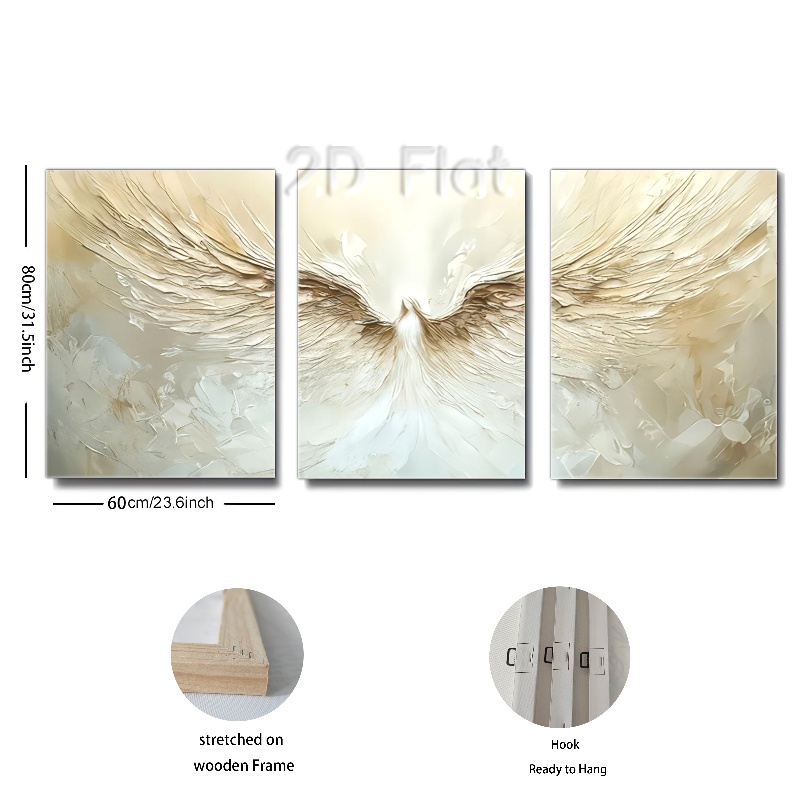 2D Flat
80cm/31.5inch
60cm/23.6inch
stretched on
wooden Frame
Hook
Ready to Hang